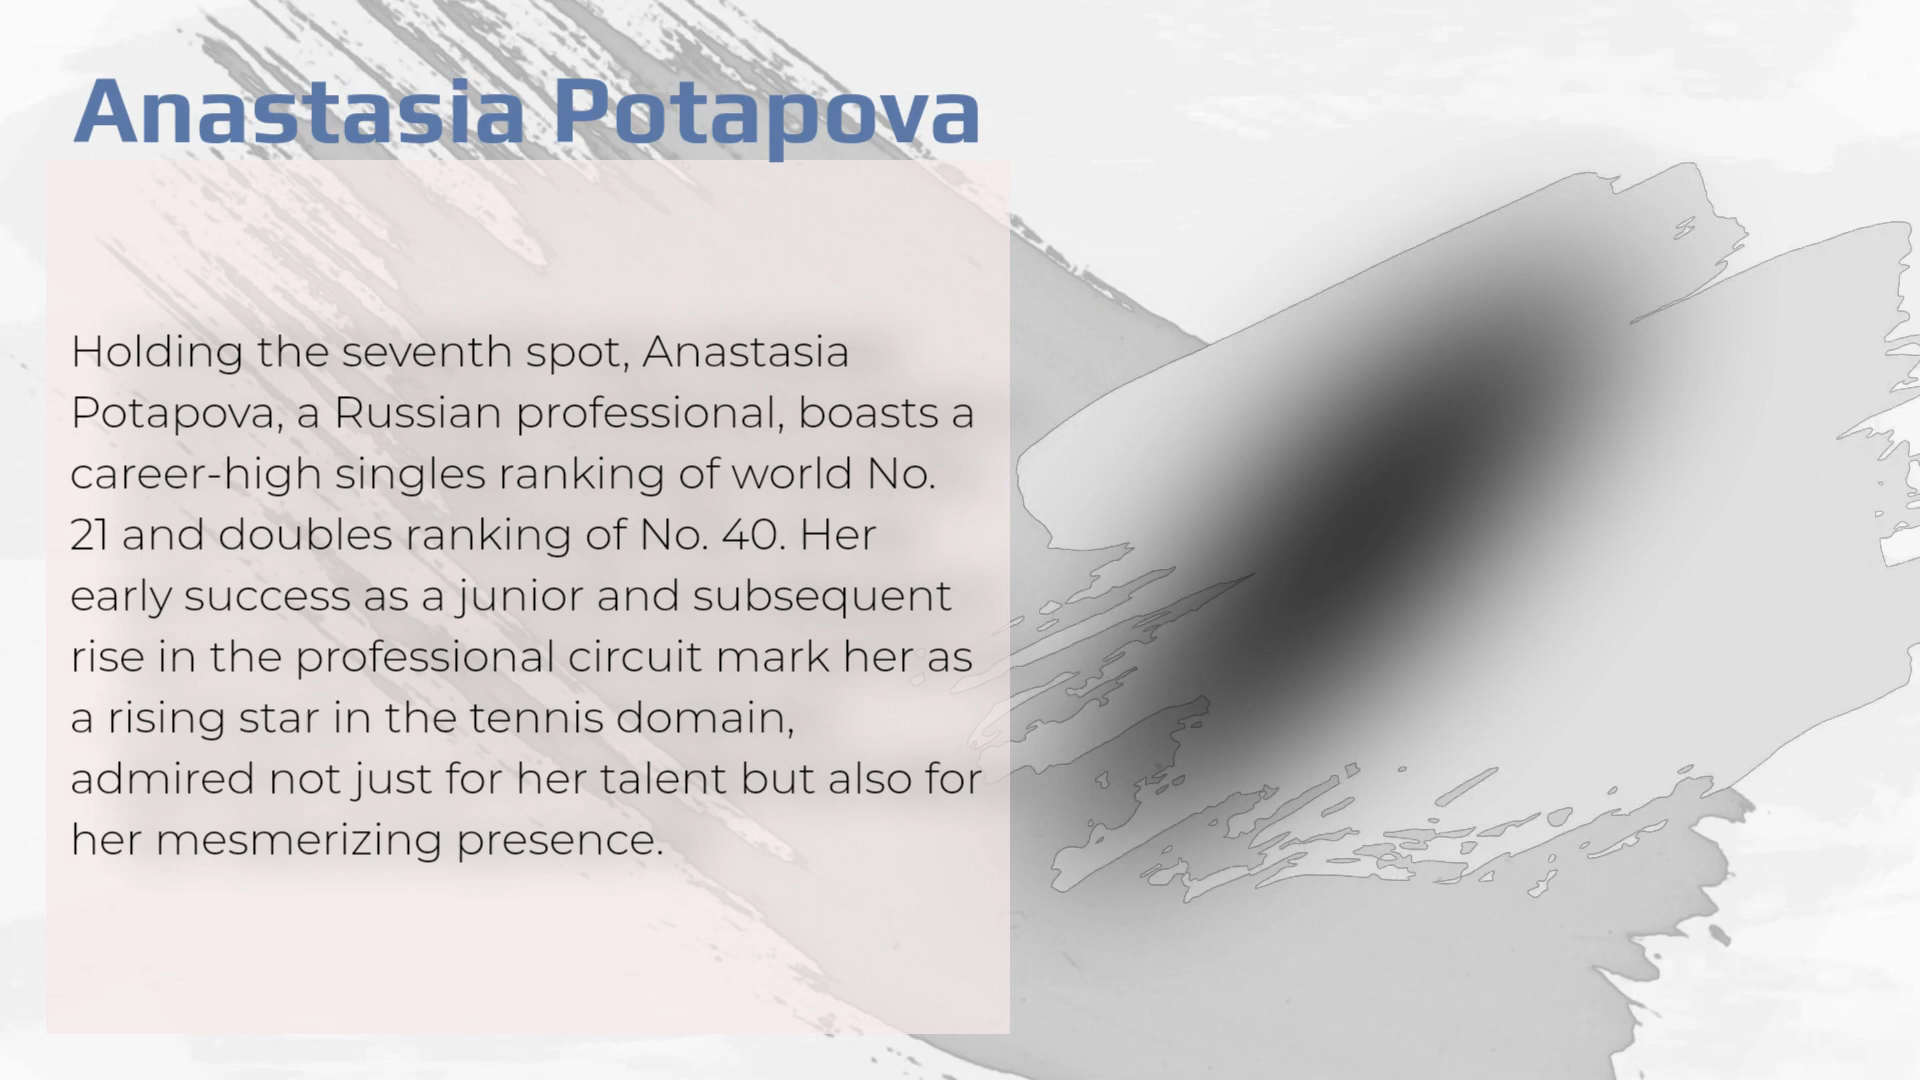 Anastasia Potapova
Holding the seventh spot, Anastasia
Potapova, a Russian professional, boasts a
career-high singles ranking of world No.
21 and doubles ranking of No. 40. Her
early success as a junior and subsequent
rise in the professional circuit mark her as
a rising star in the tennis domain,
admired not just for her talent but also for
her mesmerizing presence.